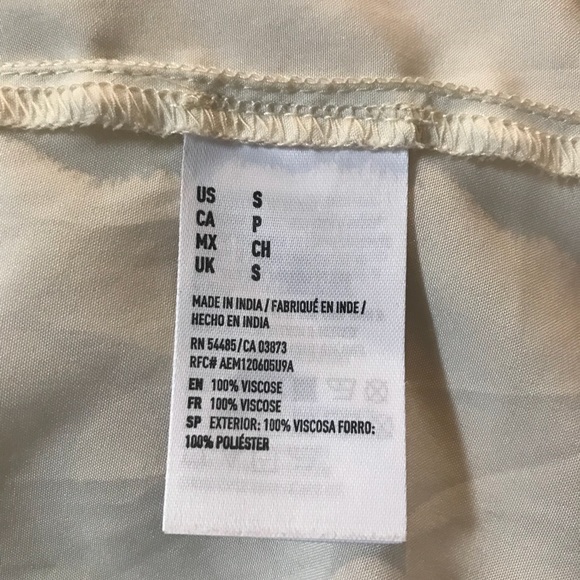 US S
CA P
MX CH
UK S
MADE IN INDIA / FABRIQUÉ EN INDE /
HECHO EN INDIA
RN 54485/CA 03873
RFC# AEM120605U9A
EN 100% VISCOSE
FR 100% VISCOSE
SP EXTERIOR: 100% VISCOSA FORRO:
100% POLIÉSTER